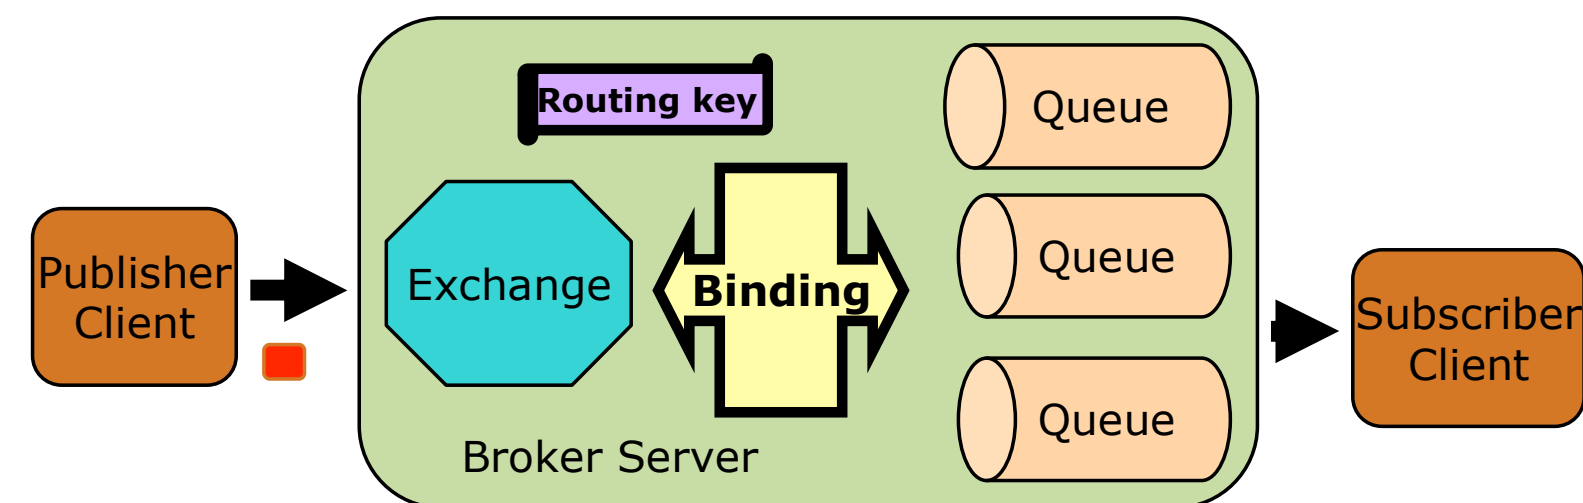 Routing key
Queue
Publisher
Client
Exchange
Binding
Queue
Subscriber
Client
Queue
Broker Server